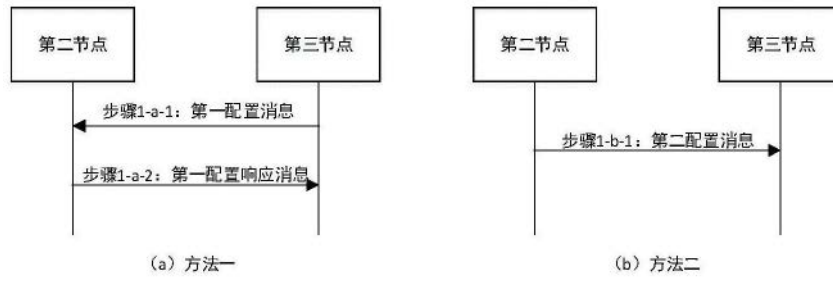 第二节点 第三节点 第二节点 第三节点
步骤1-a-1：第一配置消息
步骤1-b-1：第二配置消息
步骤1-a-2：第一配置响应消息
（a）方法一 （b）方法二